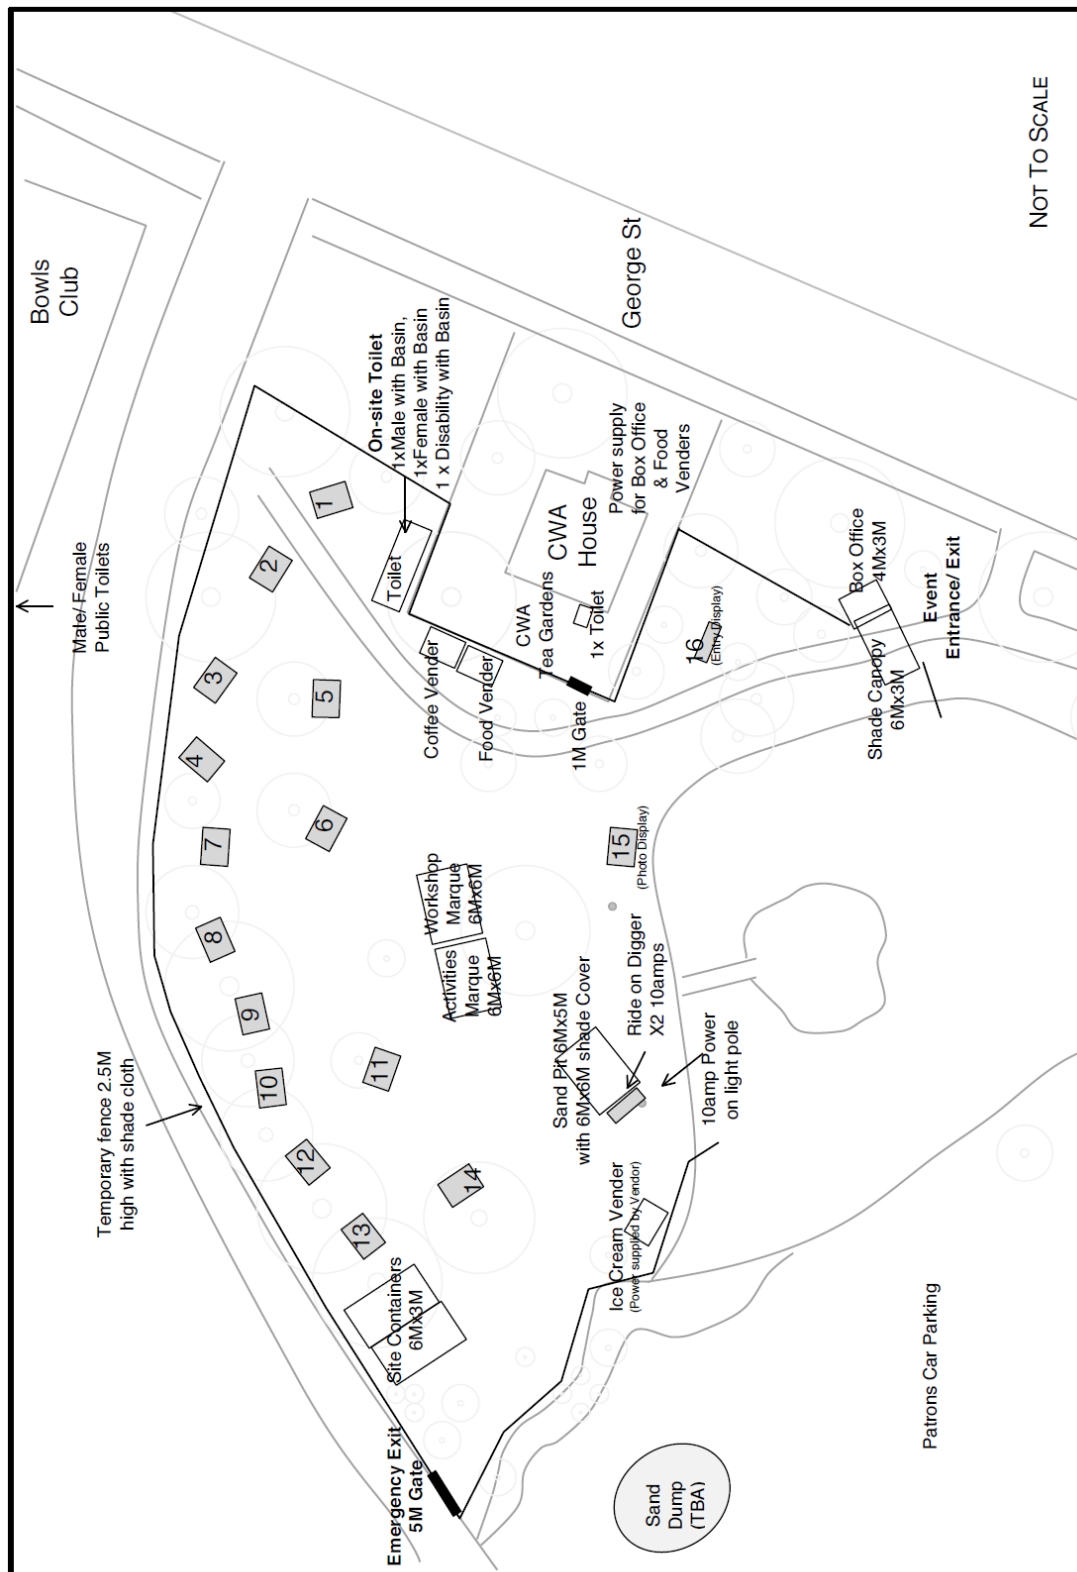 Bowls
Club
Male/ Female
Public Toilets
Temporary fence 2.5M
high with shade cloth
Emergency Exit
5M Gate
Site Containers
6Mx3M
13
12
10
9
8
7
4
3
2
1
5
6
11
14
On-site Toilet
1xMale with Basin,
1xFemale with Basin
1 x Disability with Basin
Toilet
Coffee Vender
Food Vender
Workshop
Marque
6Mx6M
Activities
Marque
6Mx6M
CWA
Tea Gardens
1x Toilet
1M Gate
CWA
House
Power supply
for Box Office
& Food
Venders
George St
16
(Entry Display)
15
(Photo Display)
Sand Pit 6Mx5M
with 6Mx6M shade Cover
Ride on Digger
X2 10amps
10amp Power
on light pole
Ice Cream Vender
(Power supplied by Vendor)
Box Office
4Mx3M
Shade Canopy
6Mx3M
Event
Entrance/ Exit
Sand
Dump
(TBA)
Patrons Car Parking
NOT TO SCALE